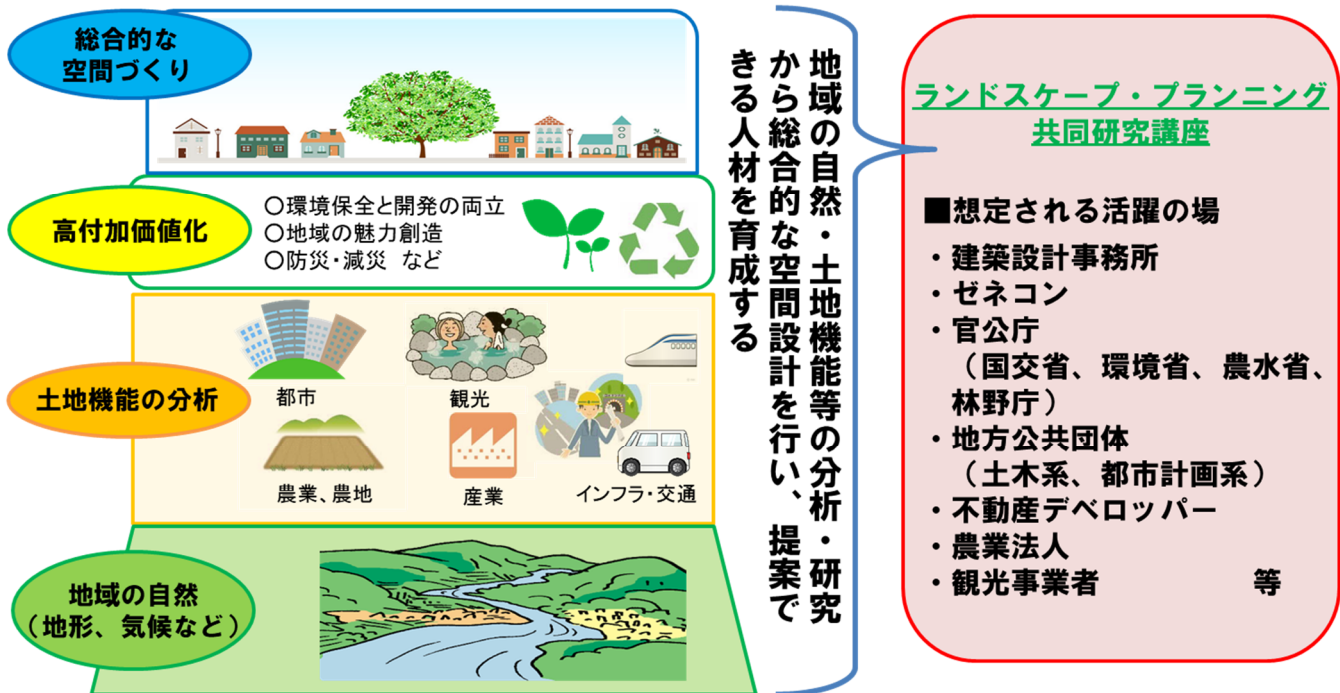 総合的な
空間づくり
高付加価値化
○環境保全と開発の両立
○地域の魅力創造
○防災・減災 など
土地機能の分析
都市
観光
農業、農地
産業
インフラ・交通
地域の自然
（地形、気候など）
地域の自然・土地機能等の分析・研究
から総合的な空間設計を行い、提案で
きる人材を育成する
ランドスケープ・プランニング
共同研究講座
■想定される活躍の場
・建築設計事務所
・ゼネコン
・官公庁
（国交省、環境省、農水省、
林野庁）
・地方公共団体
（土木系、都市計画系）
・不動産デベロッパー
・農業法人
・観光事業者 等